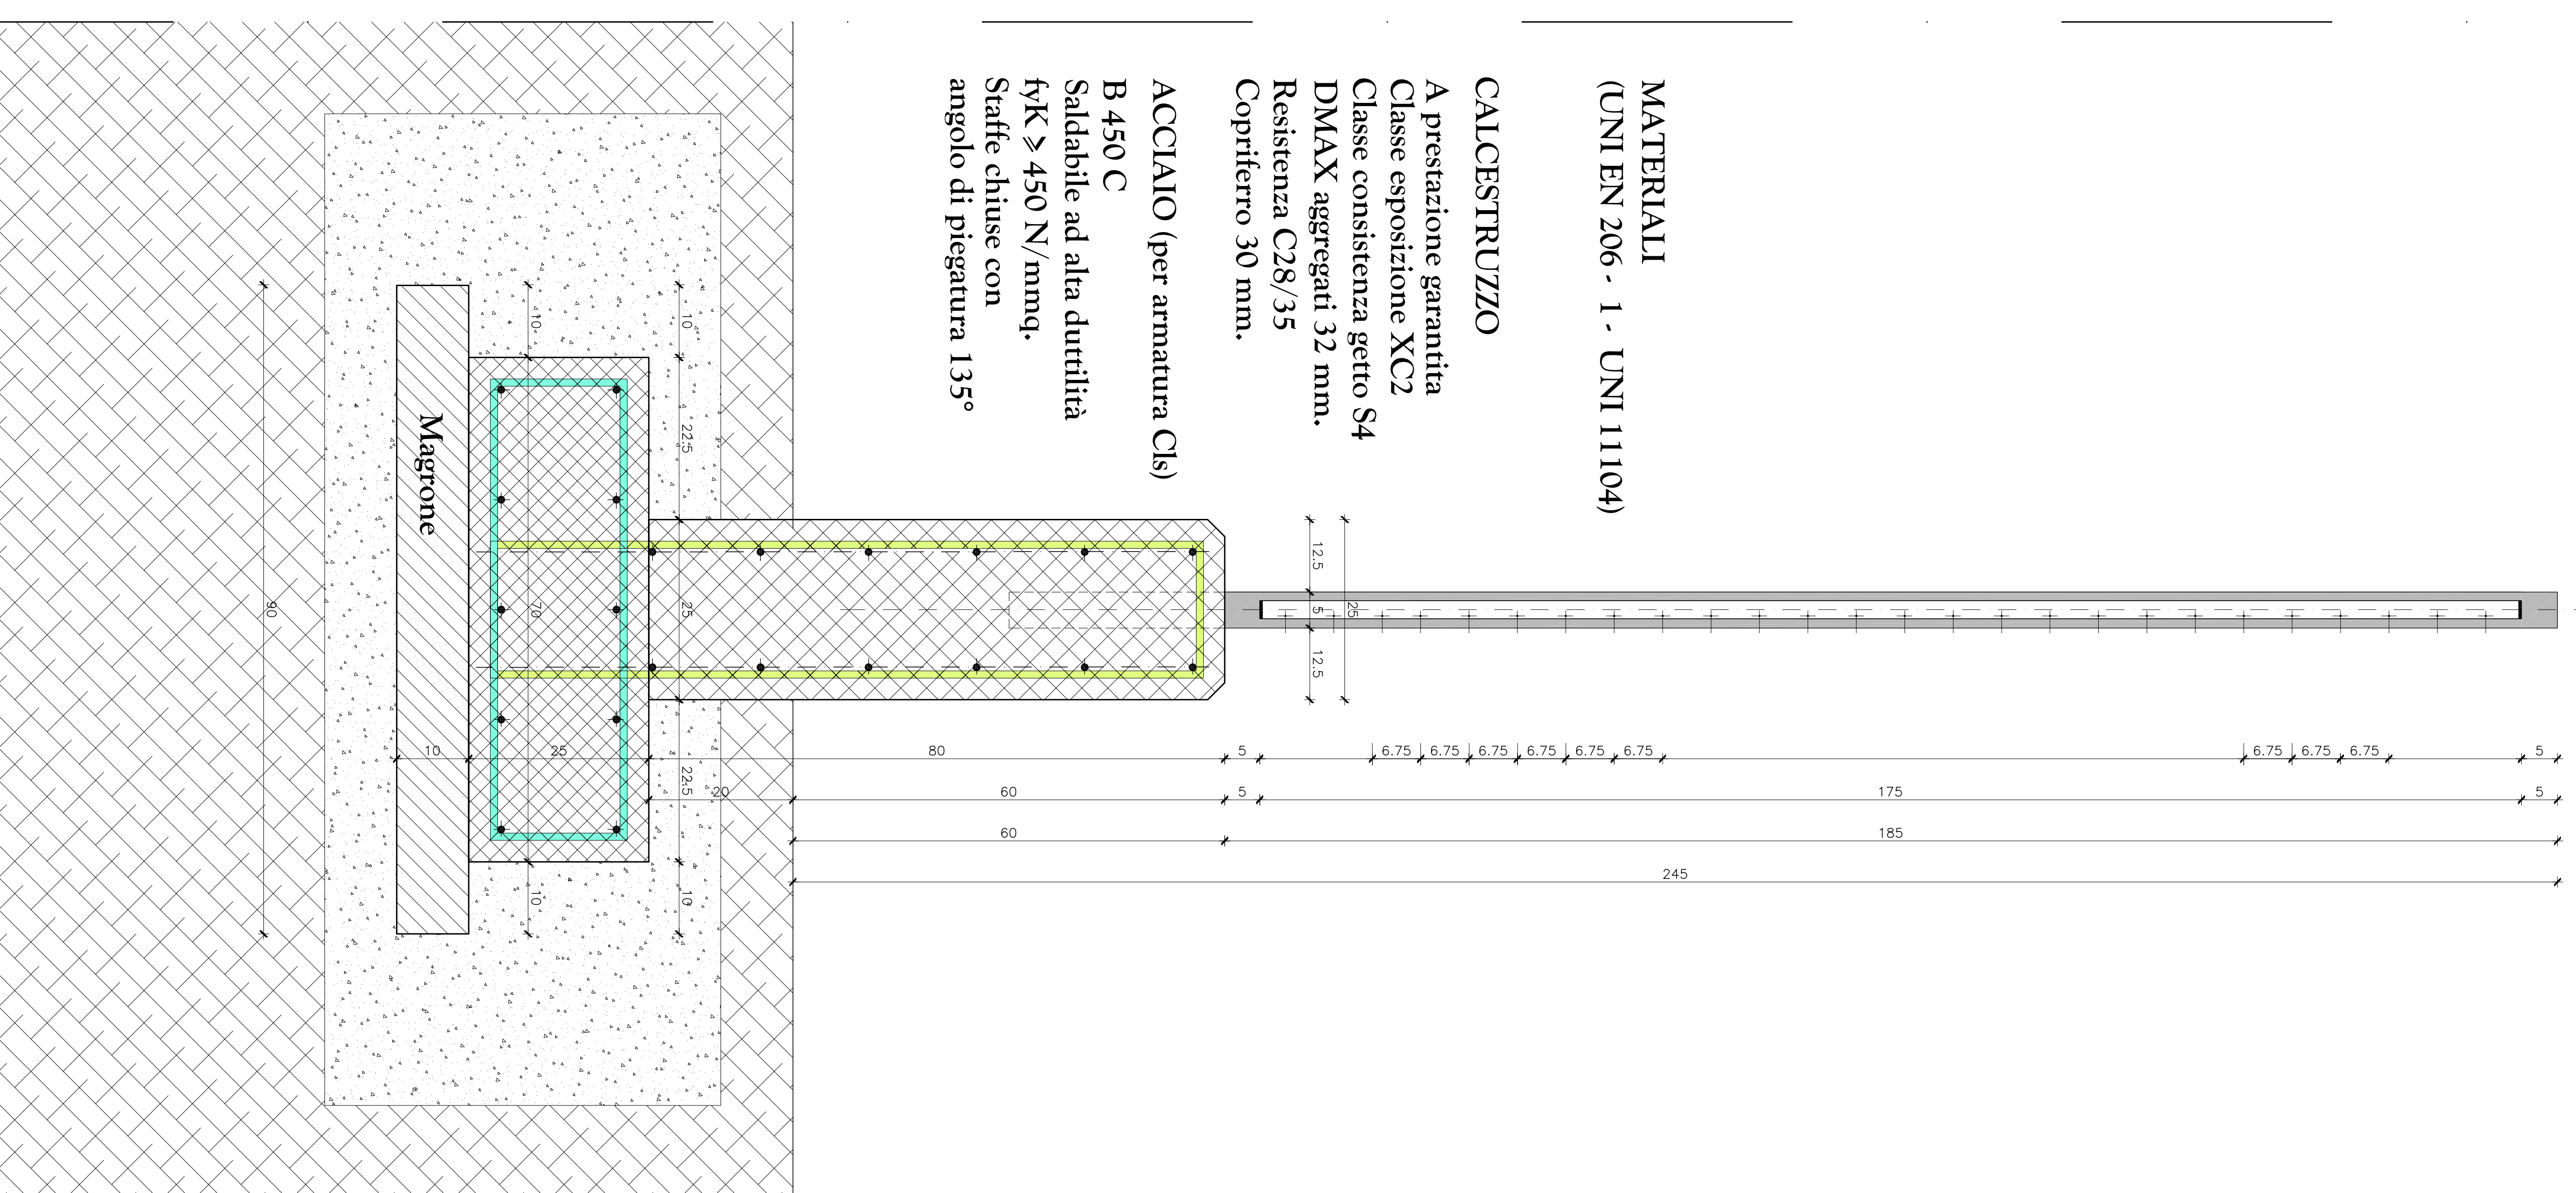 MATERIALI
(UNI EN 206 - 1 - UNI 11104)
CALCESTRUZZO
A prestazione garantita
Classe esposizione XC2
Classe consistenza getto S4
DMAX aggregati 32 mm.
Resistenza C28/35
Copriferro 30 mm.
ACCIAIO (per armatura Cls)
B 450 C
Saldabile ad alta duttilità
fyK ⩾ 450 N/mmq.
Staffe chiuse con
angolo di piegatura 135°
12.5 5 12.5
25
10 22.5 25 22.5 10
10 70 10
Magrone
90
10 25 80 5 6.75 6.75 6.75 6.75 6.75 6.75 6.75 6.75 6.75 5
20 60 5 175 5
60 185
245